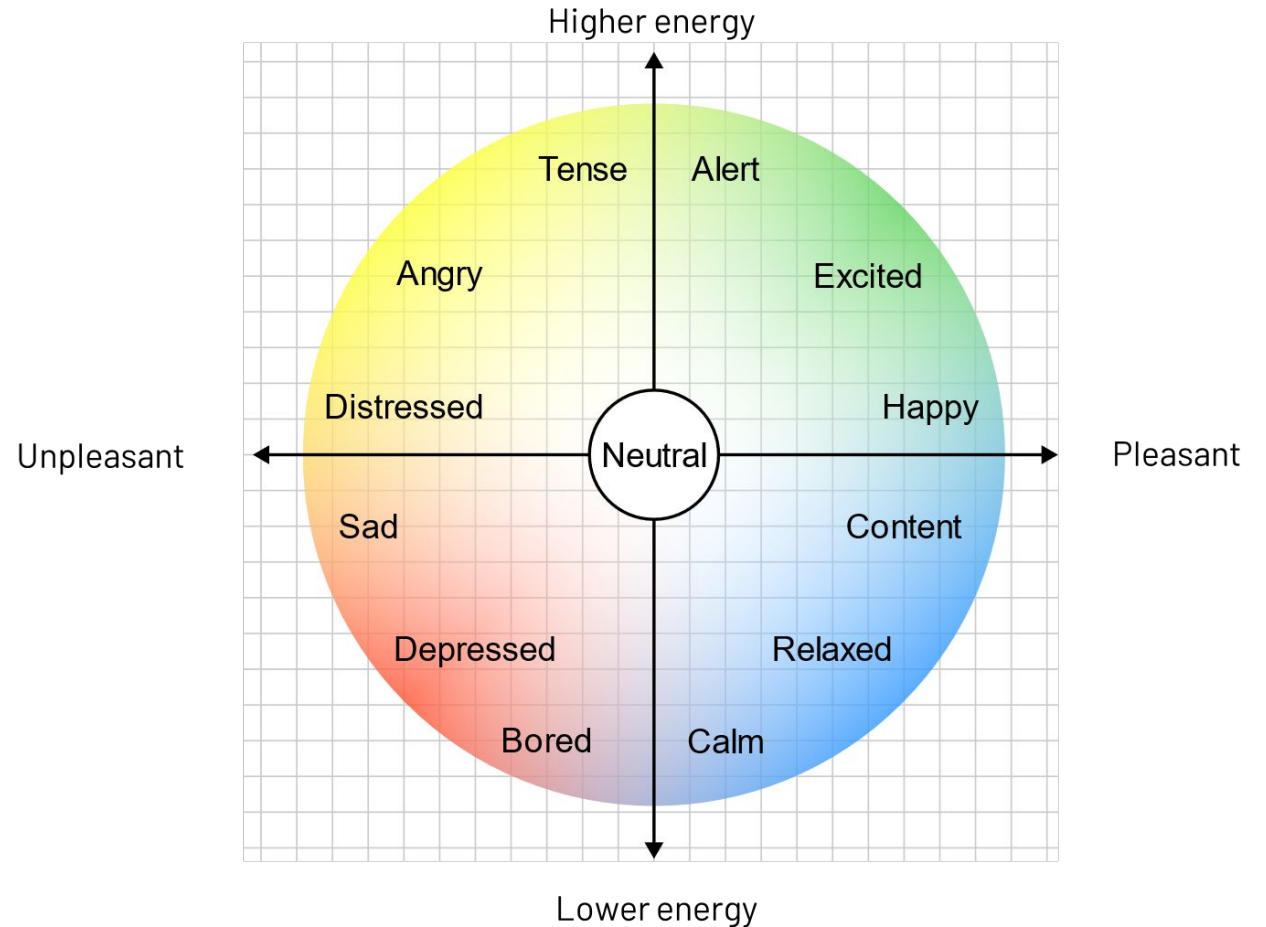 Higher energy
Tense
Alert
Angry
Excited
Distressed
Happy
Unpleasant
Neutral
Pleasant
Sad
Content
Depressed
Relaxed
Bored
Calm
Lower energy